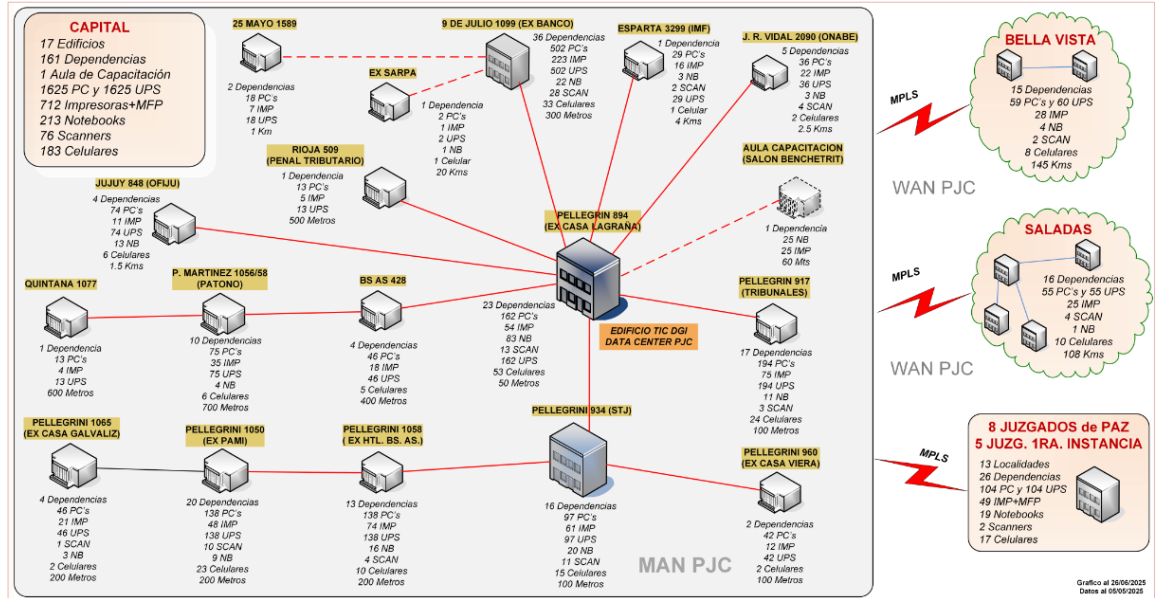 CAPITAL
17 Edificios
161 Dependencias
1 Aula de Capacitación
1625 PC y 1625 UPS
712 Impresoras+MFP
213 Notebooks
76 Scanners
183 Celulares
25 MAYO 1589
2 Dependencias
18 PC's
7 IMP
18 UPS
1 Km
9 DE JULIO 1099 (EX BANCO)
36 Dependencias
502 PC's
223 IMP
502 UPS
22 NB
28 SCAN
33 Celulares
300 Metros
EX SARPA
1 Dependencia
2 PC's
1 IMP
2 UPS
1 NB
1 Celular
20 Kms
ESPARTA 3299 (IMF)
1 Dependencia
29 PC's
16 IMP
3 NB
2 SCAN
29 UPS
1 Celular
4 Kms
J. R. VIDAL 2090 (ONABE)
5 Dependencias
36 PC's
22 IMP
36 UPS
3 NB
4 SCAN
2 Celulares
2.5 Kms
RIOJA 509
(PENAL TRIBUTARIO)
1 Dependencia
13 PC's
5 IMP
13 UPS
500 Metros
AULA CAPACITACION
(SALON BENCHETRIT)
1 Dependencia
25 NB
25 IMP
60 Mts
JUJUY 848 (OFIJU)
4 Dependencias
74 PC's
11 IMP
74 UPS
13 NB
6 Celulares
1.5 Kms
PELLEGRIN 894
(EX CASA LAGRAÑA)
23 Dependencias
162 PC's
54 IMP
83 NB
13 SCAN
162 UPS
53 Celulares
50 Metros
EDIFICIO TIC DGI
DATA CENTER PJC
QUINTANA 1077
1 Dependencia
13 PC's
4 IMP
13 UPS
600 Metros
P. MARTINEZ 1056/58
(PATONO)
10 Dependencias
75 PC's
35 IMP
75 UPS
4 NB
6 Celulares
700 Metros
BS AS 428
4 Dependencias
46 PC's
18 IMP
46 UPS
5 Celulares
400 Metros
PELLEGRIN 917
(TRIBUNALES)
17 Dependencias
194 PC's
75 IMP
194 UPS
11 NB
3 SCAN
24 Celulares
100 Metros
PELLEGRINI 1065
(EX CASA GALVALIZ)
4 Dependencias
46 PC's
21 IMP
46 UPS
1 SCAN
3 NB
2 Celulares
200 Metros
PELLEGRINI 1050
(EX PAMI)
20 Dependencias
138 PC's
48 IMP
138 UPS
10 SCAN
9 NB
23 Celulares
200 Metros
PELLEGRINI 1058
( EX HTL. BS. AS.)
13 Dependencias
138 PC's
74 IMP
138 UPS
16 NB
4 SCAN
10 Celulares
200 Metros
PELLEGRINI 934 (STJ)
16 Dependencias
97 PC's
61 IMP
97 UPS
20 NB
11 SCAN
15 Celulares
100 Metros
PELLEGRINI 960
(EX CASA VIERA)
2 Dependencias
42 PC's
12 IMP
42 UPS
2 Celulares
100 Metros
MAN PJC
MPLS
WAN PJC
BELLA VISTA
15 Dependencias
59 PC's y 60 UPS
28 IMP
4 NB
2 SCAN
8 Celulares
145 Kms
MPLS
WAN PJC
SALADAS
16 Dependencias
55 PC's y 55 UPS
25 IMP
4 SCAN
1 NB
10 Celulares
108 Kms
MPLS
8 JUZGADOS de PAZ
5 JUZG. 1RA. INSTANCIA
13 Localidades
26 Dependencias
104 PC y 104 UPS
49 IMP+MFP
19 Notebooks
2 Scanners
17 Celulares
Grafico al 26/06/2025
Datos al 05/05/2025